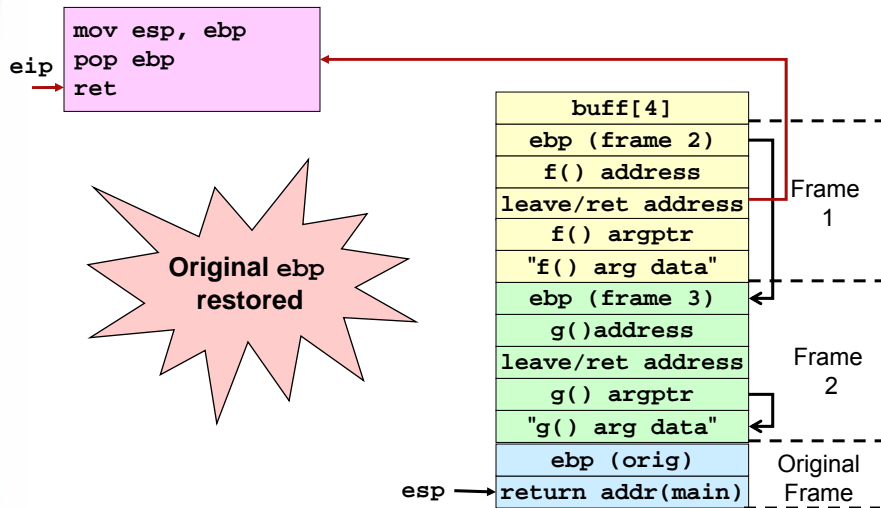 mov esp, ebp
pop ebp
ret
eip
buff[4]
ebp (frame 2)
f() address
leave/ret address
f() argptr
"f() arg data"
Frame
1
Original ebp
restored
ebp (frame 3)
g()address
leave/ret address
g() argptr
"g() arg data"
Frame
2
ebp (orig)
esp
return addr(main)
Original
Frame